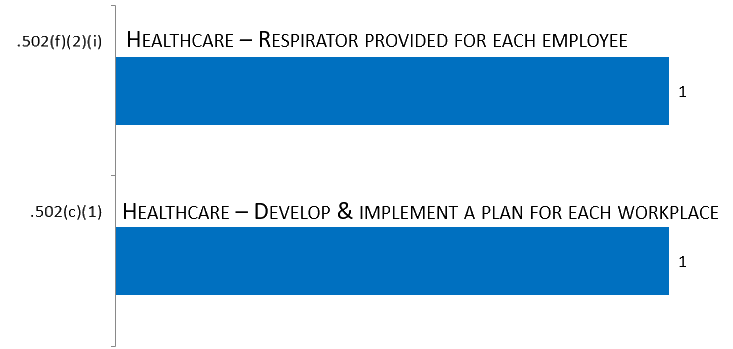 .502(f)(2)(i) Healthcare – Respirator provided for each employee
1
.502(c)(1) Healthcare – Develop & implement a plan for each workplace
1